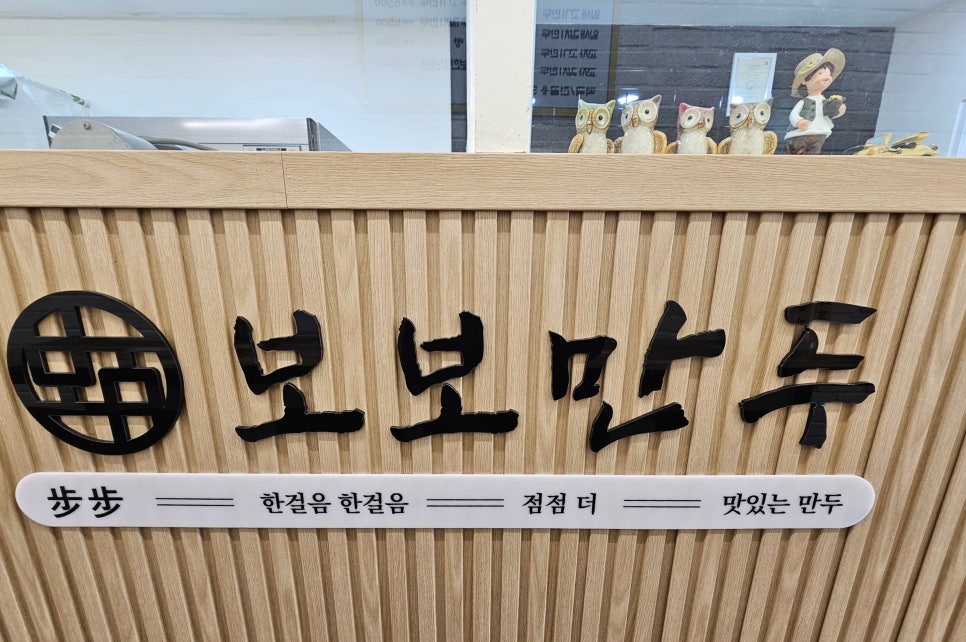 보보만두
步步 한걸음 한걸음 점점 더 맛있는 만두